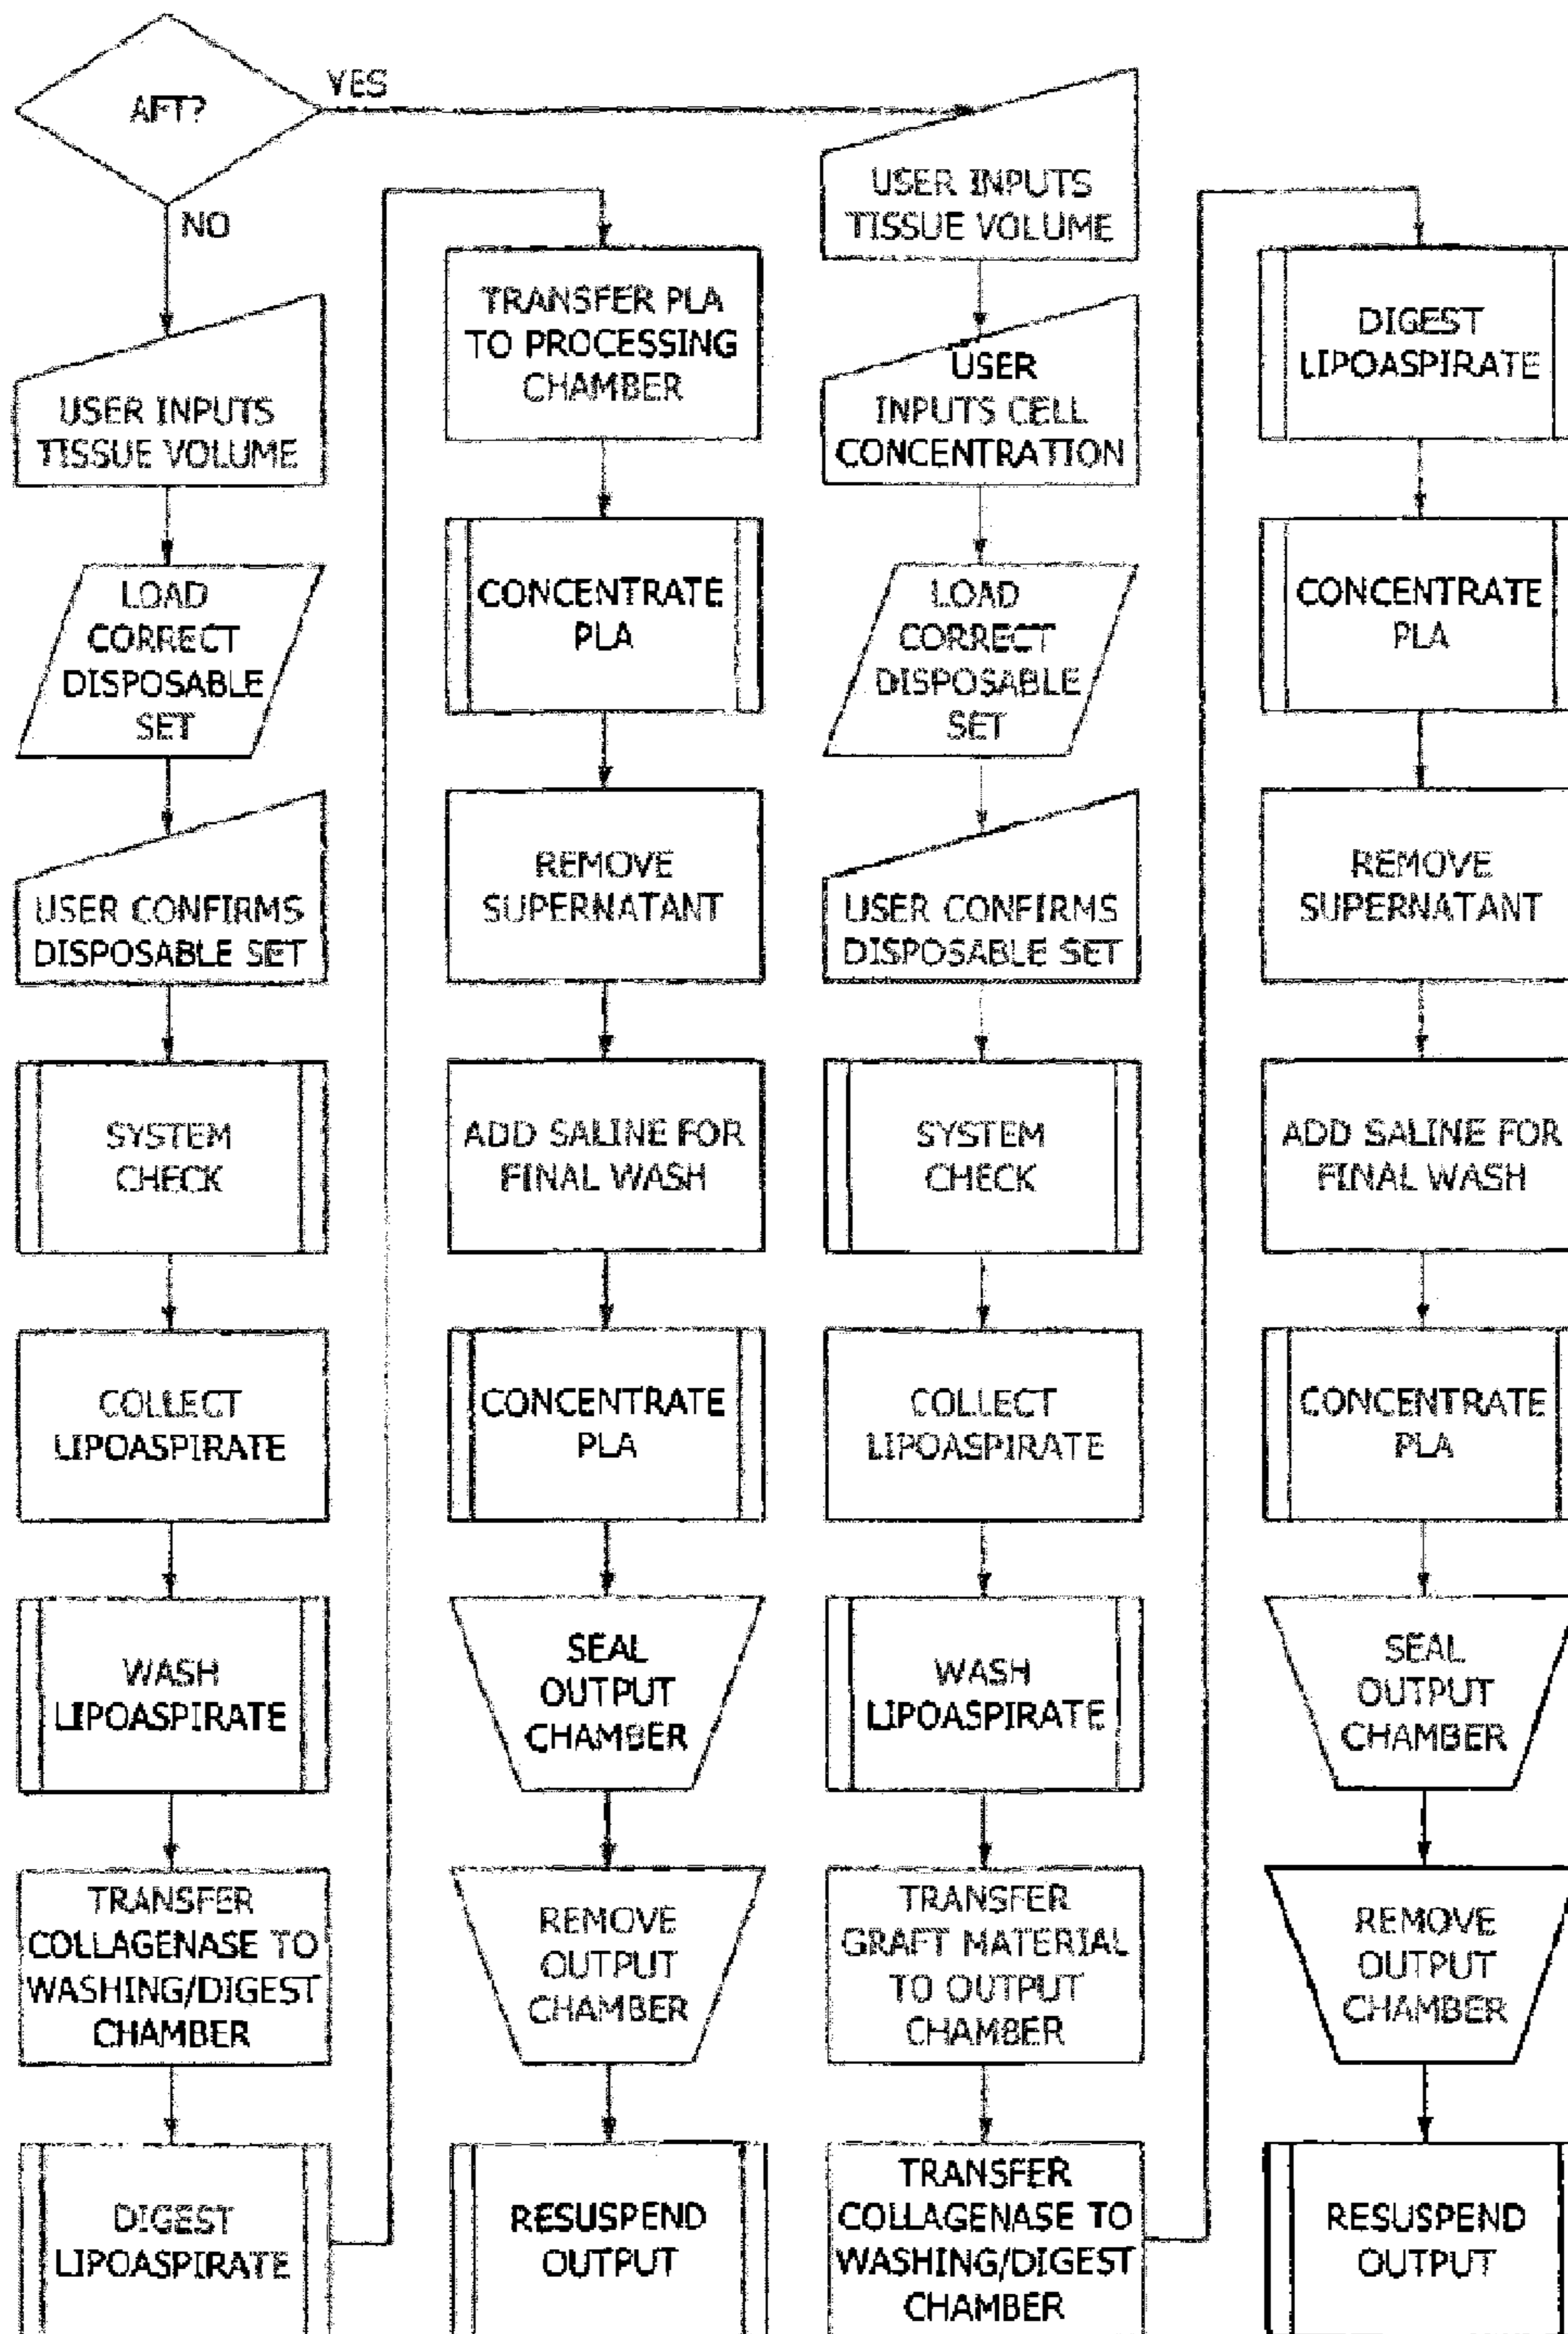 AFT?
YES
NO
USER INPUTS
TISSUE VOLUME
LOAD
CORRECT
DISPOSABLE
SET
USER CONFIRMS
DISPOSABLE SET
SYSTEM
CHECK
COLLECT
LIPOASPIRATE
WASH
LIPOASPIRATE
TRANSFER
COLLAGENASE TO
WASHING/DIGEST
CHAMBER
DIGEST
LIPOASPIRATE
TRANSFER PLA
TO PROCESSING
CHAMBER
CONCENTRATE
PLA
REMOVE
SUPERNATANT
ADD SALINE FOR
FINAL WASH
CONCENTRATE
PLA
SEAL
OUTPUT
CHAMBER
REMOVE
OUTPUT
CHAMBER
RESUSPEND
OUTPUT
USER INPUTS
TISSUE VOLUME
USER
INPUTS CELL
CONCENTRATION
LOAD
CORRECT
DISPOSABLE
SET
USER CONFIRMS
DISPOSABLE SET
SYSTEM
CHECK
COLLECT
LIPOASPIRATE
WASH
LIPOASPIRATE
TRANSFER
GRAFT MATERIAL
TO OUTPUT
CHAMBER
TRANSFER
COLLAGENASE TO
WASHING/DIGEST
CHAMBER
DIGEST
LIPOASPIRATE
CONCENTRATE
PLA
REMOVE
SUPERNATANT
ADD SALINE FOR
FINAL WASH
CONCENTRATE
PLA
SEAL
OUTPUT
CHAMBER
REMOVE
OUTPUT
CHAMBER
RESUSPEND
OUTPUT